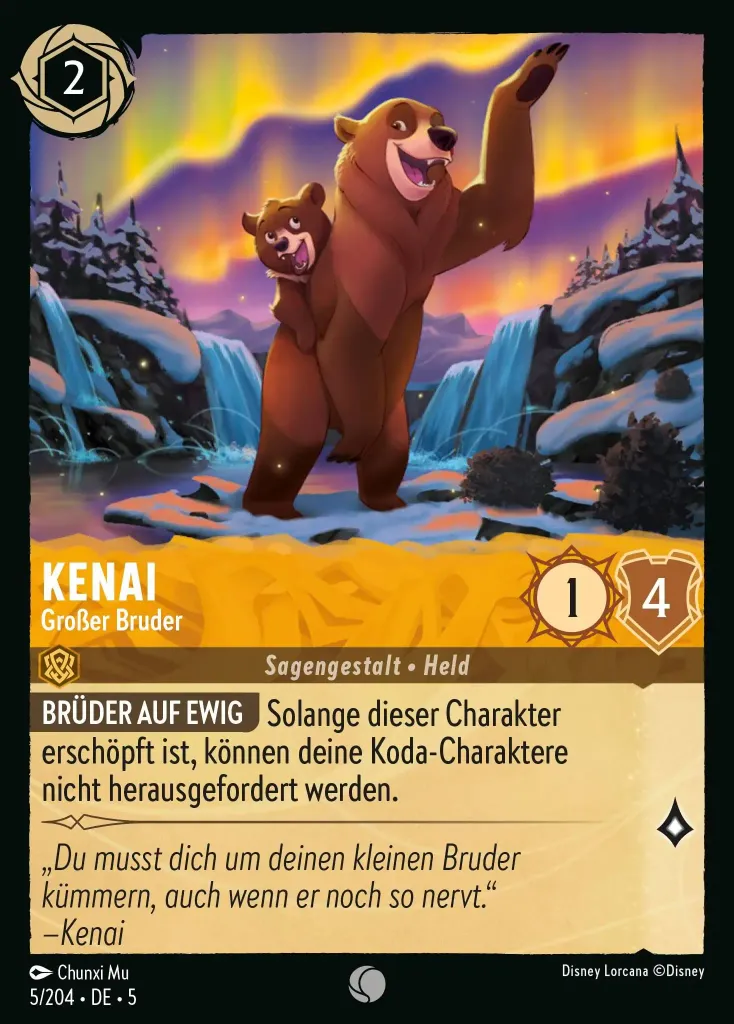 2
KENAI
Großer Bruder
1
4
Sagengestalt • Held
BRÜDER AUF EWIG Solange dieser Charakter
erschöpft ist, können deine Koda-Charaktere
nicht herausgefordert werden.
„Du musst dich um deinen kleinen Bruder
kümmern, auch wenn er noch so nervt.“
–Kenai
Chunxi Mu
Disney Lorcana ©Disney
5/204 • DE • 5